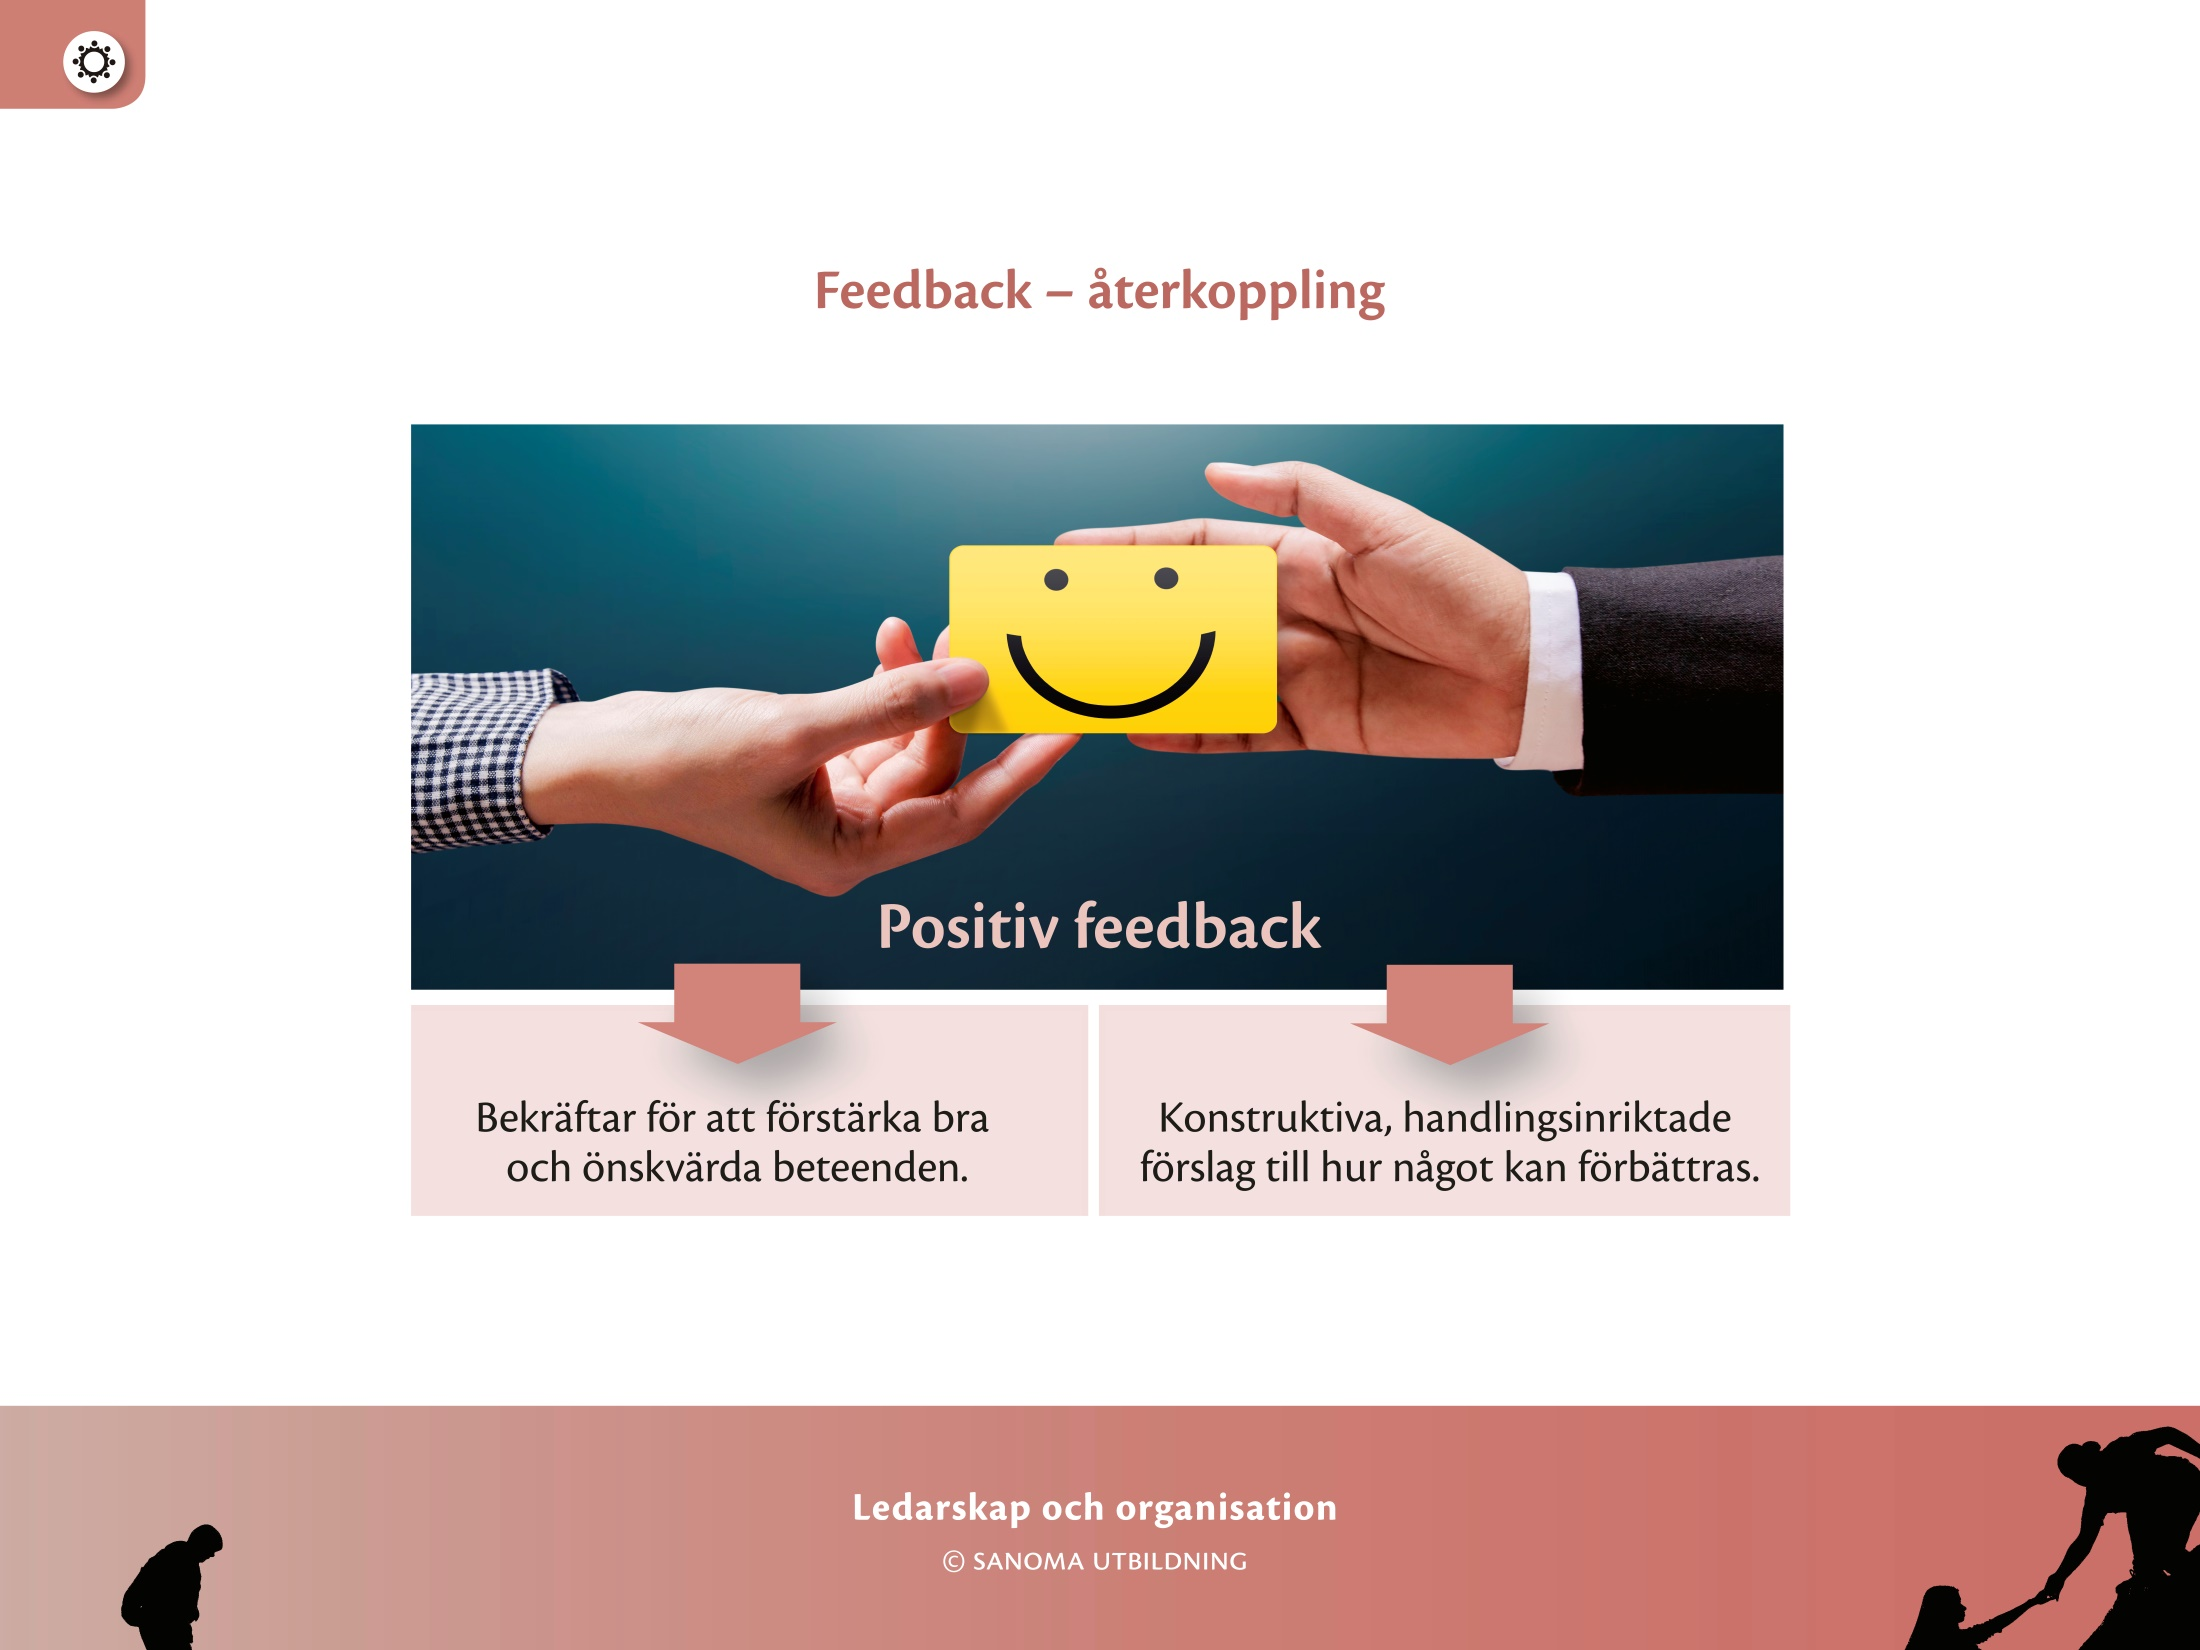 Feedback – återkoppling
Positiv feedback
Bekräftar för att förstärka bra
och önskvärda beteenden.
Konstruktiva, handlingsinriktade
förslag till hur något kan förbättras.
Ledarskap och organisation
© SANOMA UTBILDNING